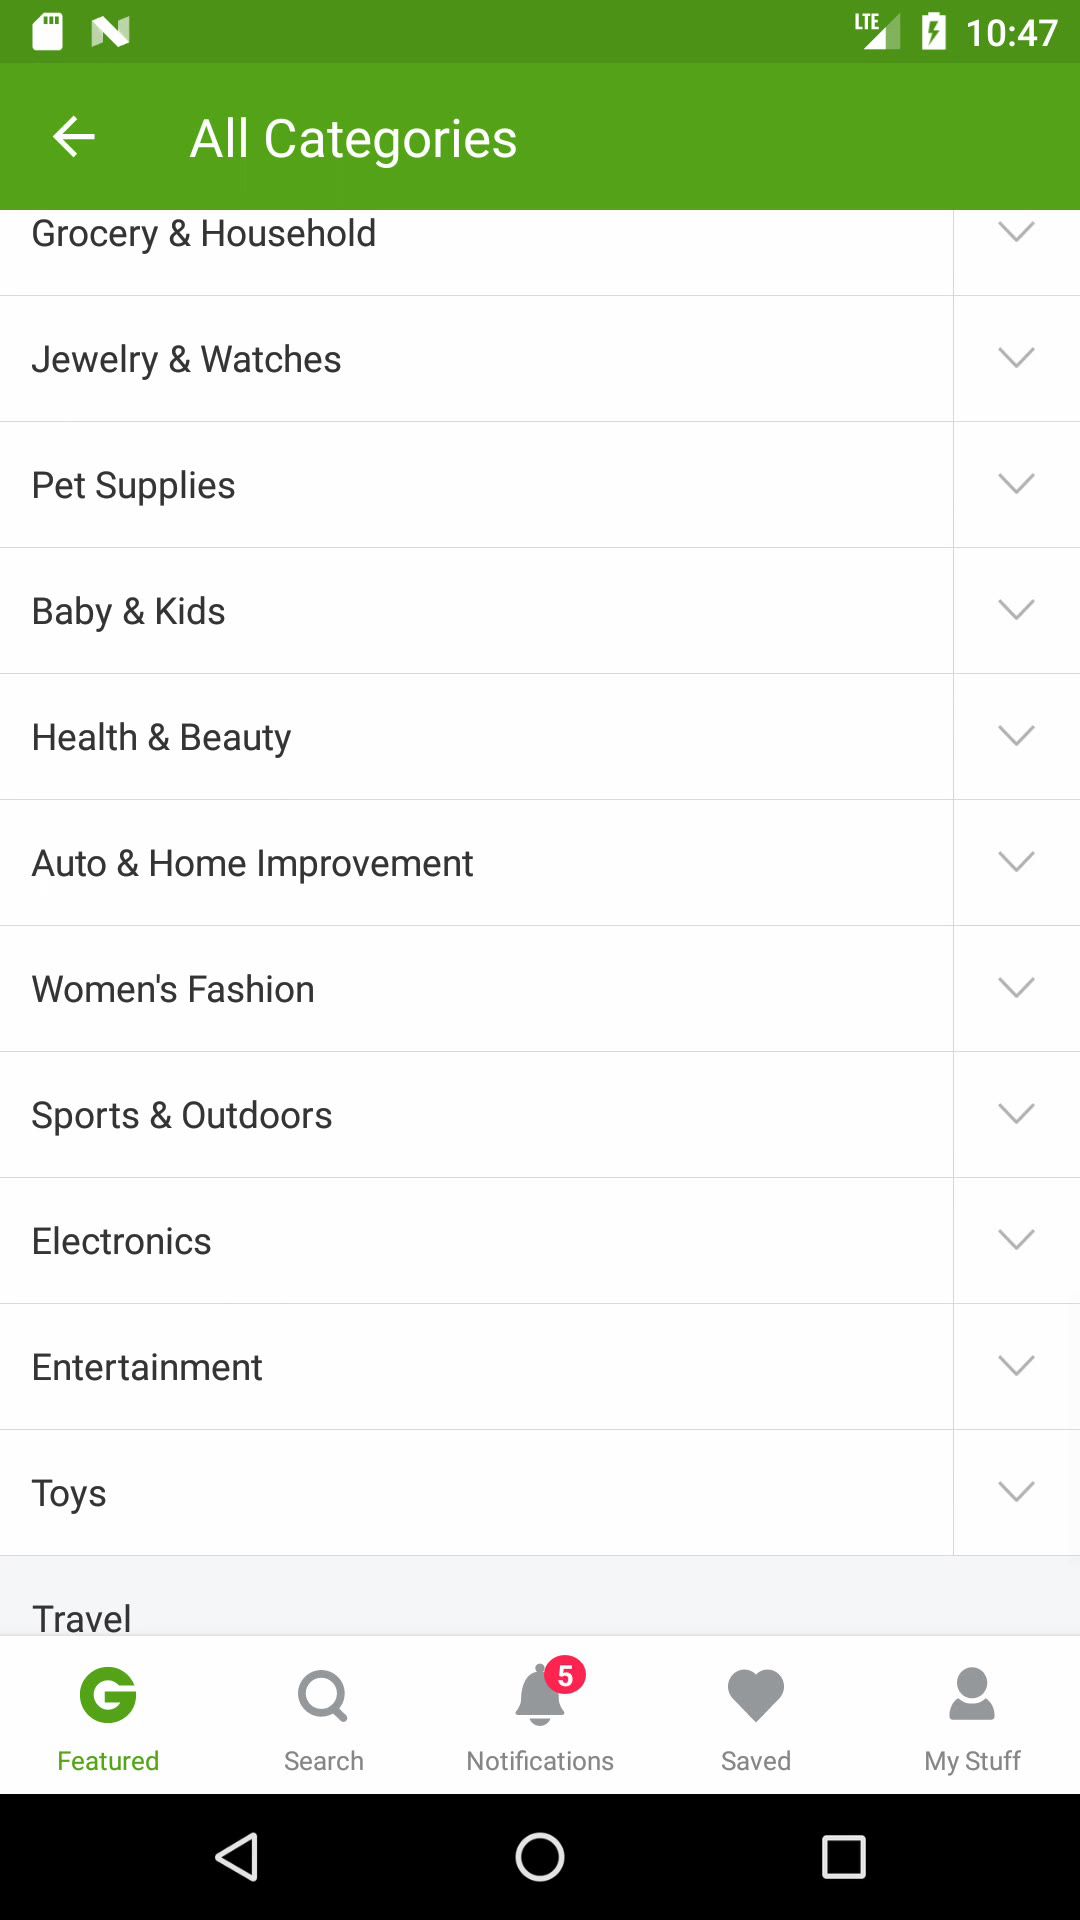 LTE 10:47
All Categories
Grocery & Household
Jewelry & Watches
Pet Supplies
Baby & Kids
Health & Beauty
Auto & Home Improvement
Women's Fashion
Sports & Outdoors
Electronics
Entertainment
Toys
Travel
5
Featured Search Notifications Saved My Stuff